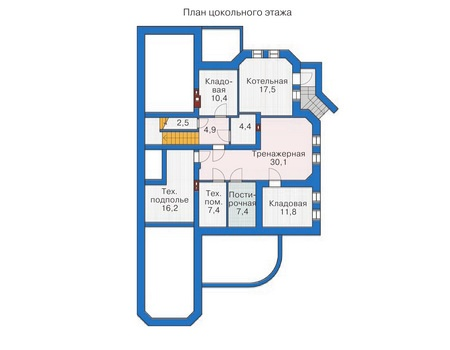 План цокольного этажа
Кладо-
вая
10,4
Котельная
17,5
2,5
4,9
4,4
Тренажерная
30,1
Тех.
подполье
16,2
Тех.
пом.
7,4
Пости-
рочная
7,4
Кладовая
11,8